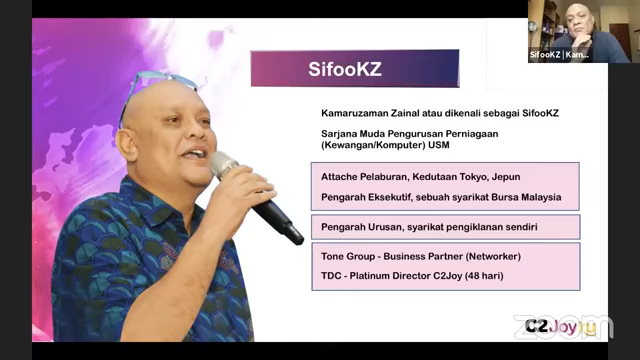 SifooKZ
SifooKZ | Kam...
Kamaruzaman Zainal atau dikenali sebagai SifooKZ
Sarjana Muda Pengurusan Perniagaan
(Kewangan/Komputer) USM
Attache Pelaburan, Kedutaan Tokyo, Jepun
Pengarah Eksekutif, sebuah syarikat Bursa Malaysia
Pengarah Urusan, syarikat pengiklanan sendiri
Tone Group - Business Partner (Networker)
TDC - Platinum Director C2Joy (48 hari)
C2Joy
zoom